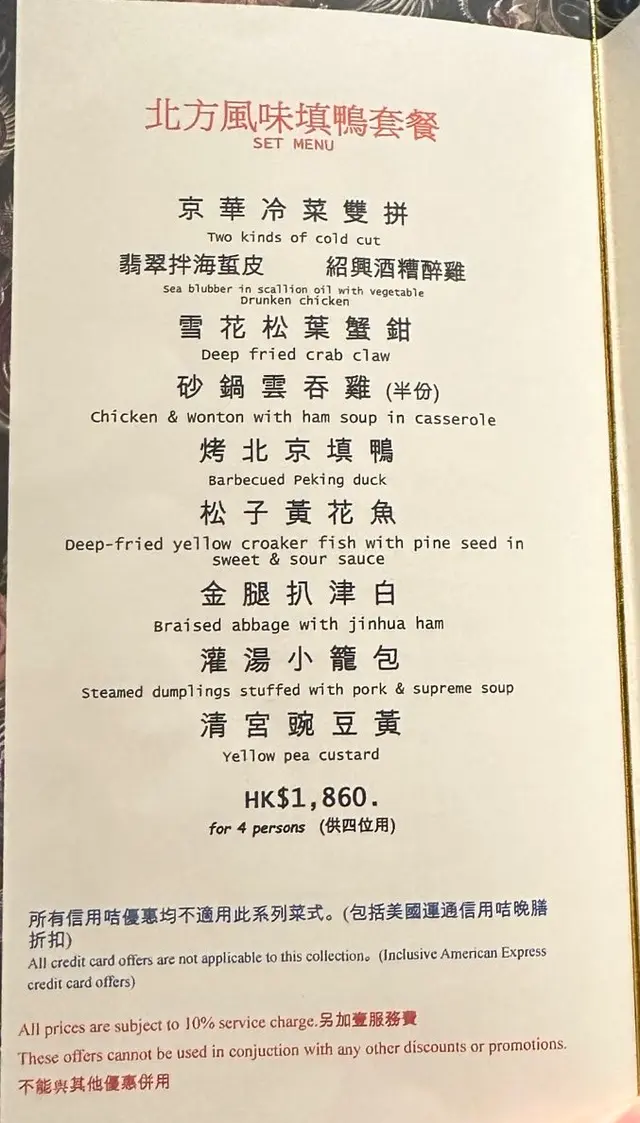 北方風味填鴨套餐
SET MENU
京華冷菜雙拼
Two kinds of cold cut
翡翠拌海蜇皮 紹興酒糟醉雞
Sea blubber in scallion oil with vegetable
Drunken chicken
雪花松葉蟹鉗
Deep fried crab claw
砂鍋雲吞雞 (半份)
Chicken & Wonton with ham soup in casserole
烤北京填鴨
Barbecued Peking duck
松子黃花魚
Deep-fried yellow croaker fish with pine seed in
sweet & sour sauce
金腿扒津白
Braised abbage with jinhua ham
灌湯小籠包
Steamed dumplings stuffed with pork & supreme soup
清宮豌豆黃
Yellow pea custard
HK$1,860.
for 4 persons (供四位用)
所有信用咭優惠均不適用此系列菜式。(包括美國運通信用咭晚膳
折扣)
All credit card offers are not applicable to this collection。(Inclusive American Express
credit card offers)
All prices are subject to 10% service charge.另加壹服務費
These offers cannot be used in conjuction with any other discounts or promotions.
不能與其他優惠併用